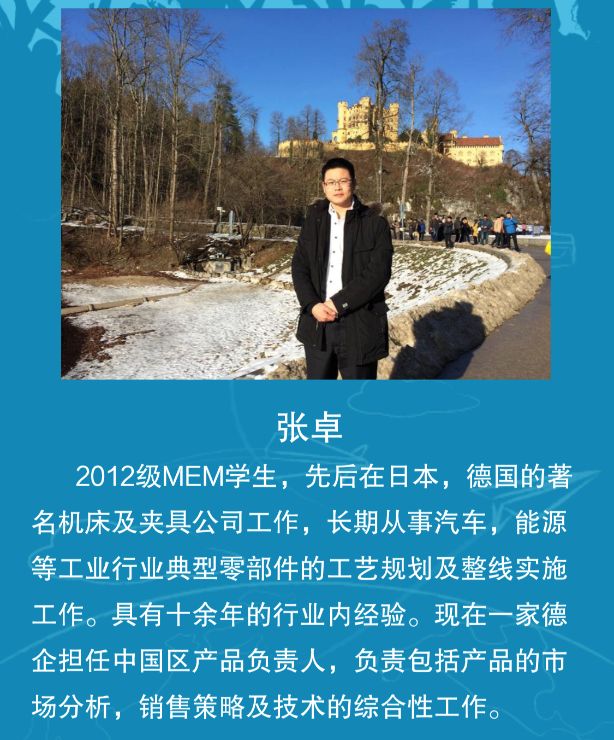 张卓
2012级MEM学生，先后在日本，德国的著
名机床及夹具公司工作，长期从事汽车，能源
等工业行业典型零部件的工艺规划及整线实施
工作。具有十余年的行业内经验。现在一家德
企担任中国区产品负责人，负责包括产品的市
场分析，销售策略及技术的综合性工作。